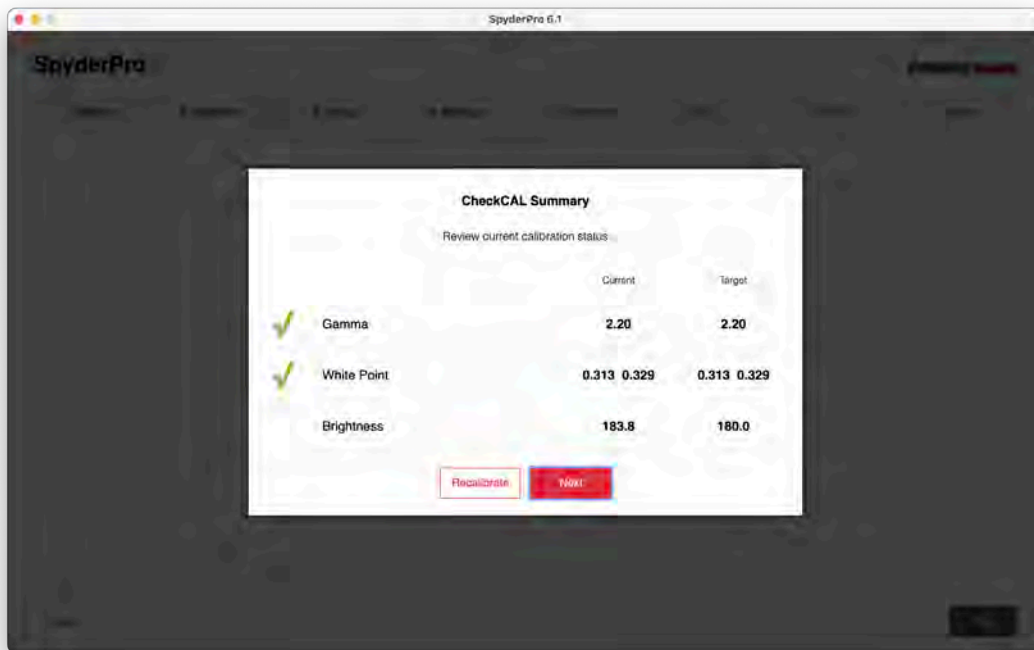 SpyderPro 6.1
SpyderPro
CheckCAL Summary
Review current calibration status
Current Target
Gamma 2.20 2.20
White Point 0.313 0.329 0.313 0.329
Brightness 183.8 180.0
Recalibrate Next